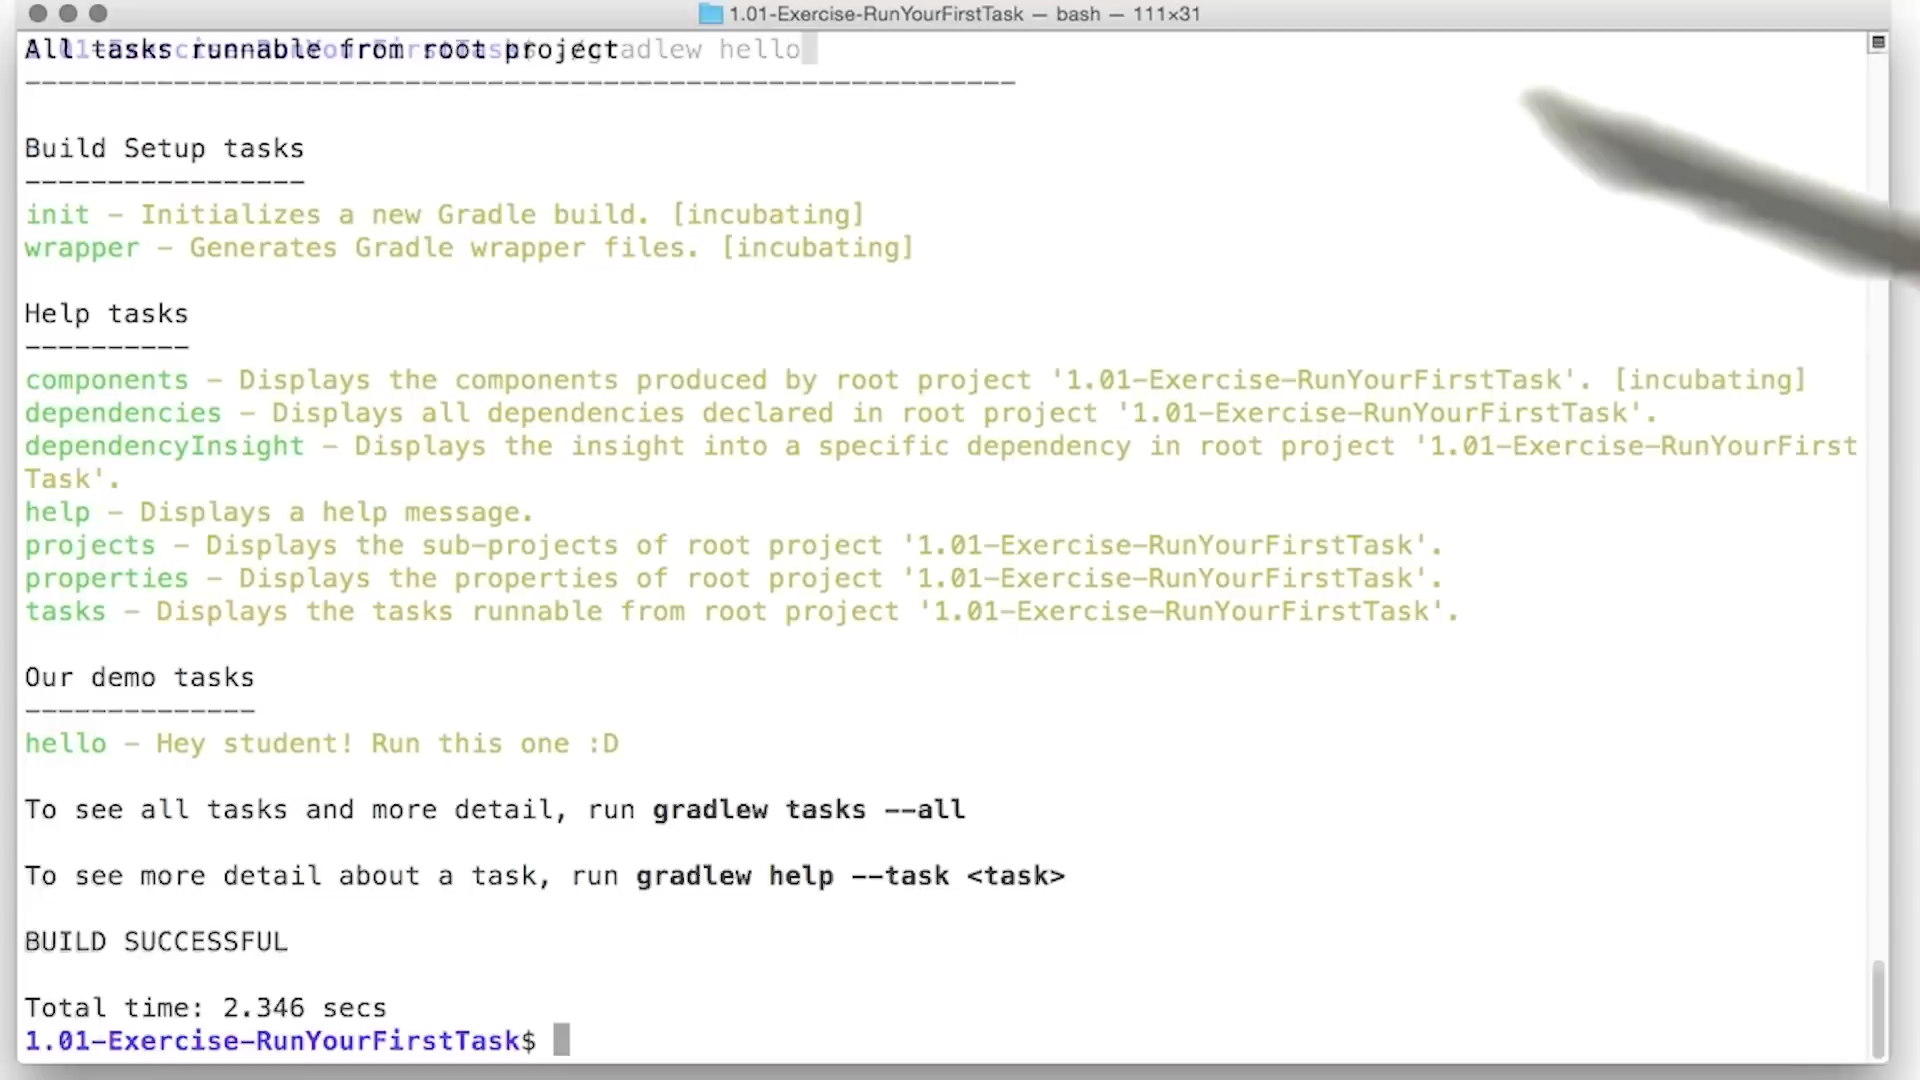 1.01-Exercise-RunYourFirstTask — bash — 111×31
All tasks runnable from root project
------------------------------------------------------------
Build Setup tasks
-----------------
init - Initializes a new Gradle build. [incubating]
wrapper - Generates Gradle wrapper files. [incubating]
Help tasks
----------
components - Displays the components produced by root project '1.01-Exercise-RunYourFirstTask'. [incubating]
dependencies - Displays all dependencies declared in root project '1.01-Exercise-RunYourFirstTask'.
dependencyInsight - Displays the insight into a specific dependency in root project '1.01-Exercise-RunYourFirst
Task'.
help - Displays a help message.
projects - Displays the sub-projects of root project '1.01-Exercise-RunYourFirstTask'.
properties - Displays the properties of root project '1.01-Exercise-RunYourFirstTask'.
tasks - Displays the tasks runnable from root project '1.01-Exercise-RunYourFirstTask'.
Our demo tasks
--------------
hello - Hey student! Run this one :D
To see all tasks and more detail, run gradlew tasks --all
To see more detail about a task, run gradlew help --task <task>
BUILD SUCCESSFUL
Total time: 2.346 secs
1.01-Exercise-RunYourFirstTask$